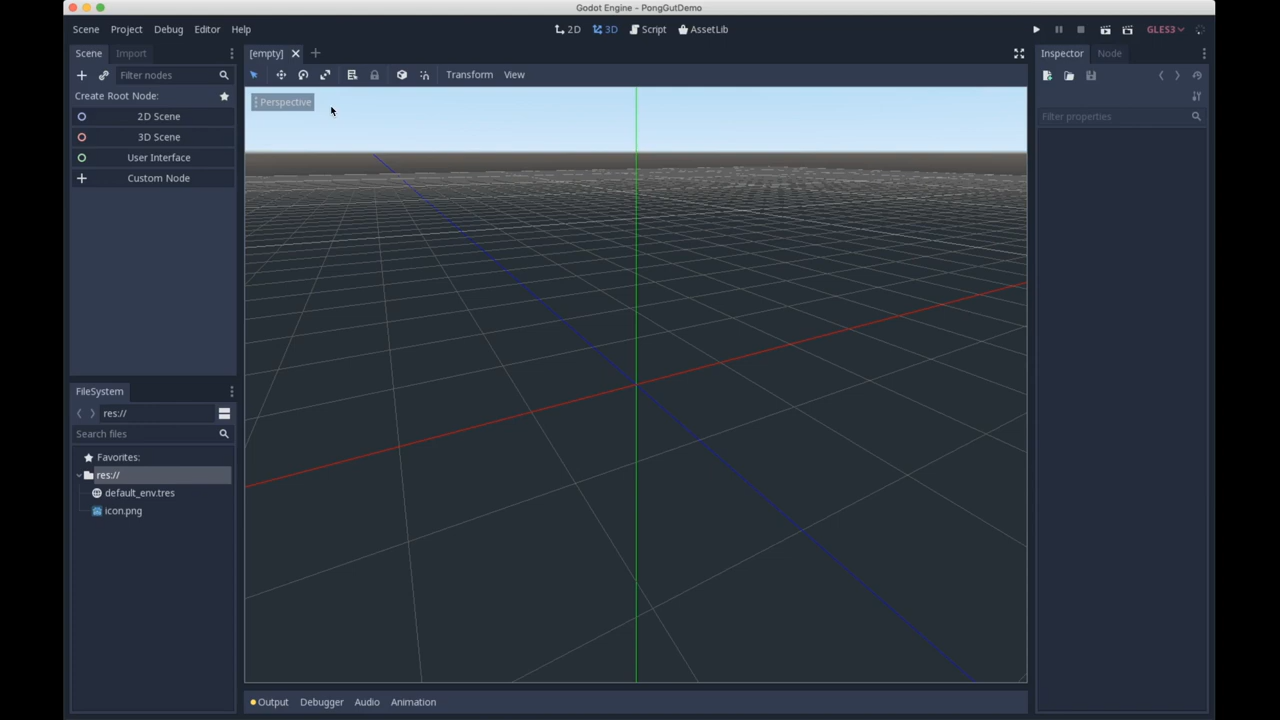 Godot Engine - PongGutDemo
Scene Project Debug Editor Help
2D 3D Script AssetLib
GLES3
Scene Import
[empty]
Inspector Node
Filter nodes
Transform View
Create Root Node:
Perspective
2D Scene
3D Scene
User Interface
Custom Node
Filter properties
FileSystem
res://
Search files
Favorites:
res://
default_env.tres
icon.png
Output Debugger Audio Animation